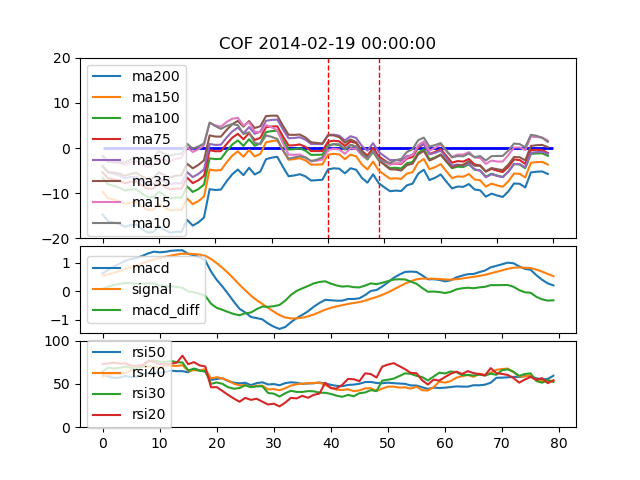 COF 2014-02-19 00:00:00
20
10
0
−10
−20
ma200
ma150
ma100
ma75
ma50
ma35
ma15
ma10
1
0
−1
macd
signal
macd_diff
100
50
0
rsi50
rsi40
rsi30
rsi20
0 10 20 30 40 50 60 70 80